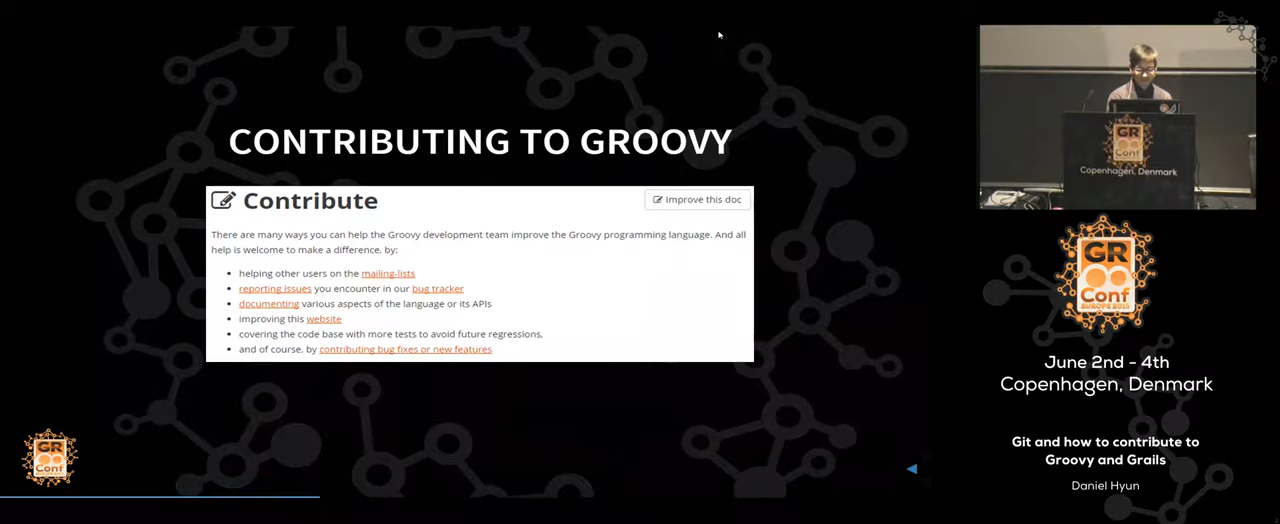 CONTRIBUTING TO GROOVY
Contribute
Improve this doc
There are many ways you can help the Groovy development team improve the Groovy programming language. And all
help is welcome to make a difference, by:
helping other users on the mailing-lists
reporting issues you encounter in our bug tracker
documenting various aspects of the language or its APIs
improving this website
covering the code base with more tests to avoid future regressions,
and of course, by contributing bug fixes or new features
GR
Conf
EUROPE 2015
GR
Conf
Copenhagen, Denmark
GR
Conf
EUROPE 2015
June 2nd - 4th
Copenhagen, Denmark
Git and how to contribute to
Groovy and Grails
Daniel Hyun